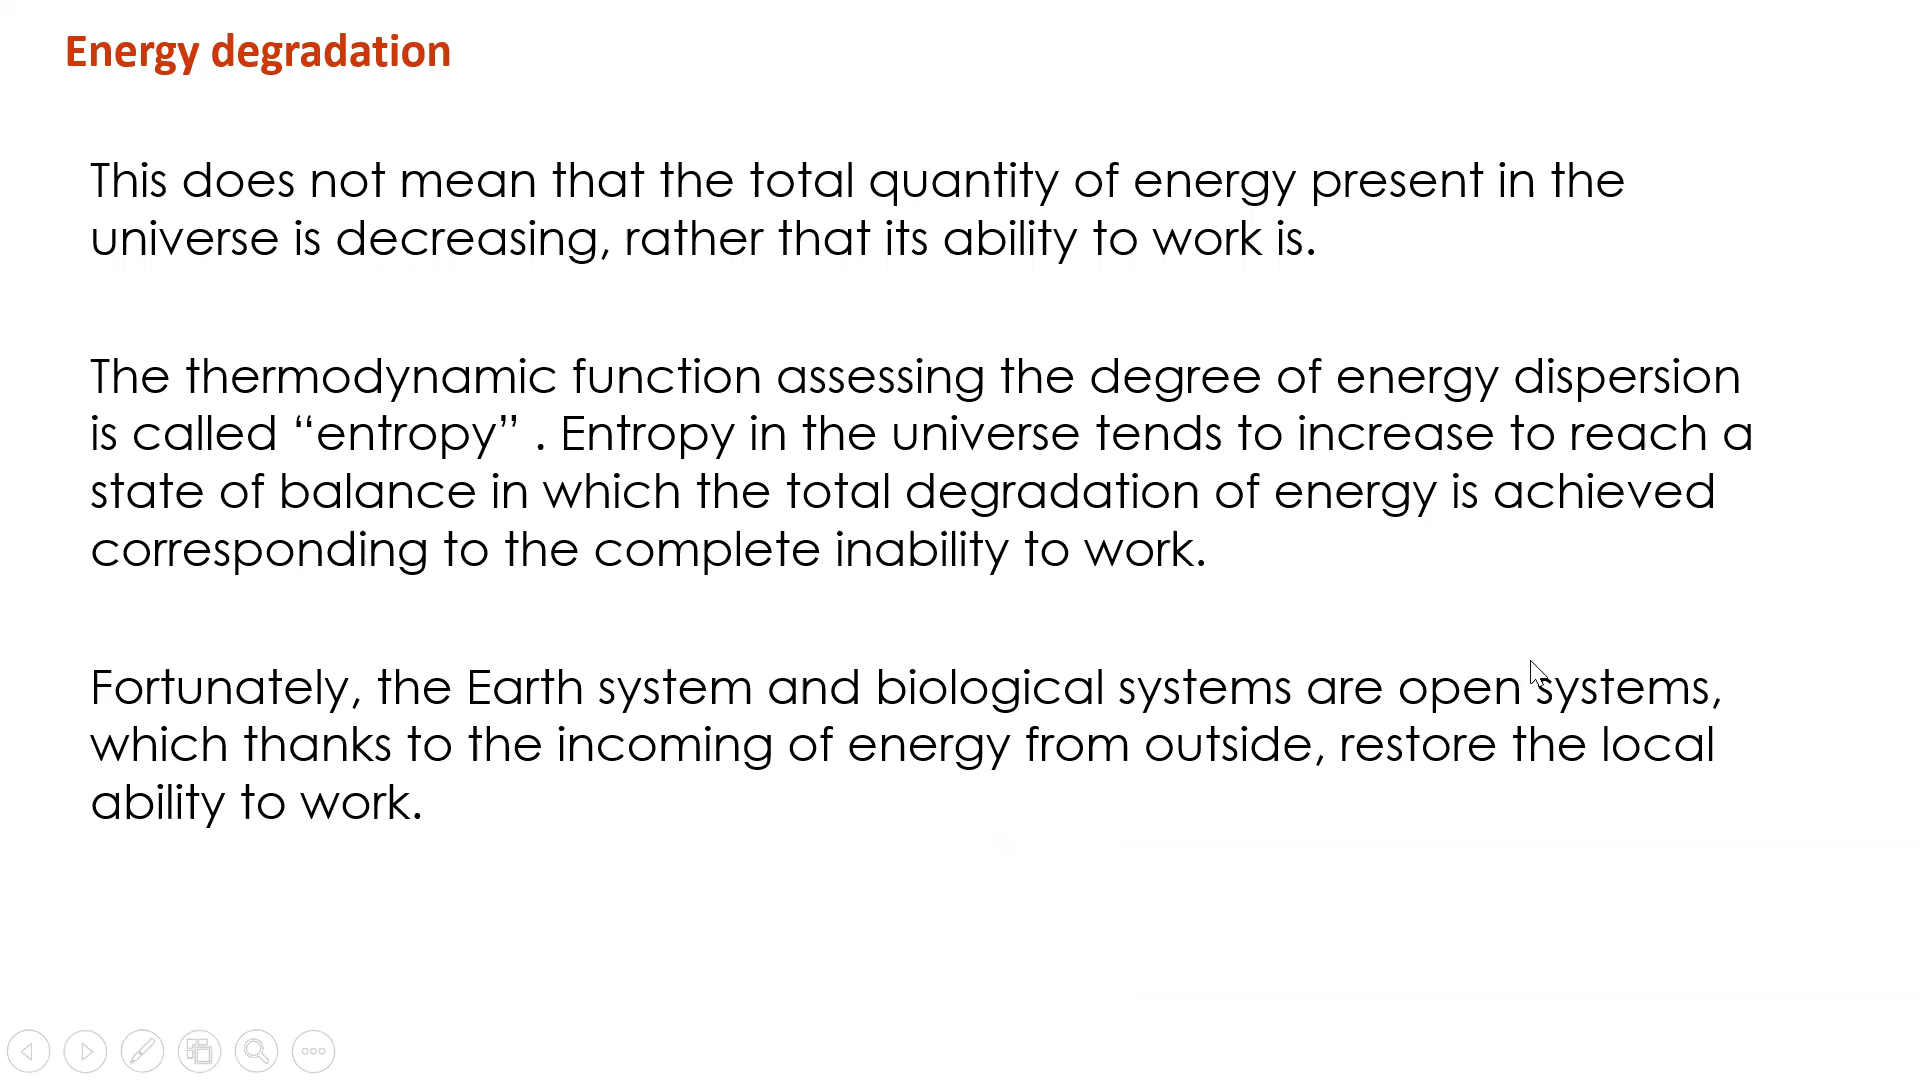 Energy degradation
This does not mean that the total quantity of energy present in the
universe is decreasing, rather that its ability to work is.
The thermodynamic function assessing the degree of energy dispersion
is called “entropy” . Entropy in the universe tends to increase to reach a
state of balance in which the total degradation of energy is achieved
corresponding to the complete inability to work.
Fortunately, the Earth system and biological systems are open systems,
which thanks to the incoming of energy from outside, restore the local
ability to work.